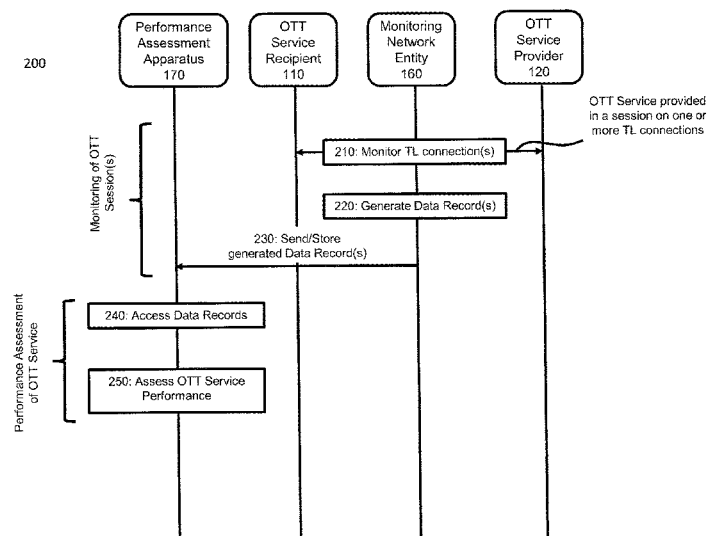 200
Performance
Assessment
Apparatus
170
OTT
Service
Recipient
110
Monitoring
Network
Entity
160
OTT
Service
Provider
120
OTT Service provided
in a session on one or
more TL connections
Monitoring of OTT
Session(s)
210: Monitor TL connection(s)
220: Generate Data Record(s)
230: Send/Store
generated Data Record(s)
Performance Assessment
of OTT Service
240: Access Data Records
250: Assess OTT Service
Performance